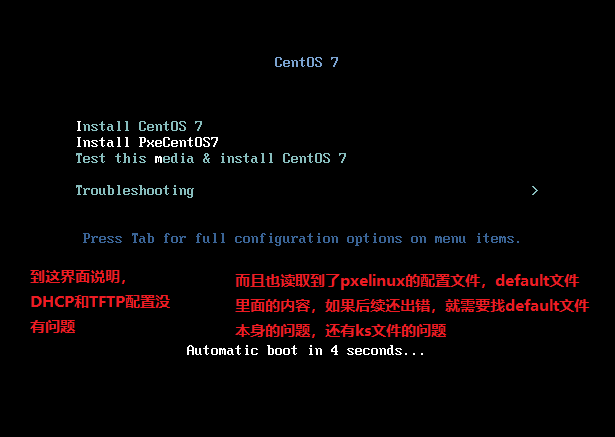 CentOS 7
Install CentOS 7
Install PxeCentOS7
Test this media & install CentOS 7
Troubleshooting >
Press Tab for full configuration options on menu items.
到这界面说明，
DHCP和TFTP配置没
有问题
而且也读取到了pxelinux的配置文件，default文件
里面的内容，如果后续还出错，就需要找default文件
本身的问题，还有ks文件的问题
Automatic boot in 4 seconds...